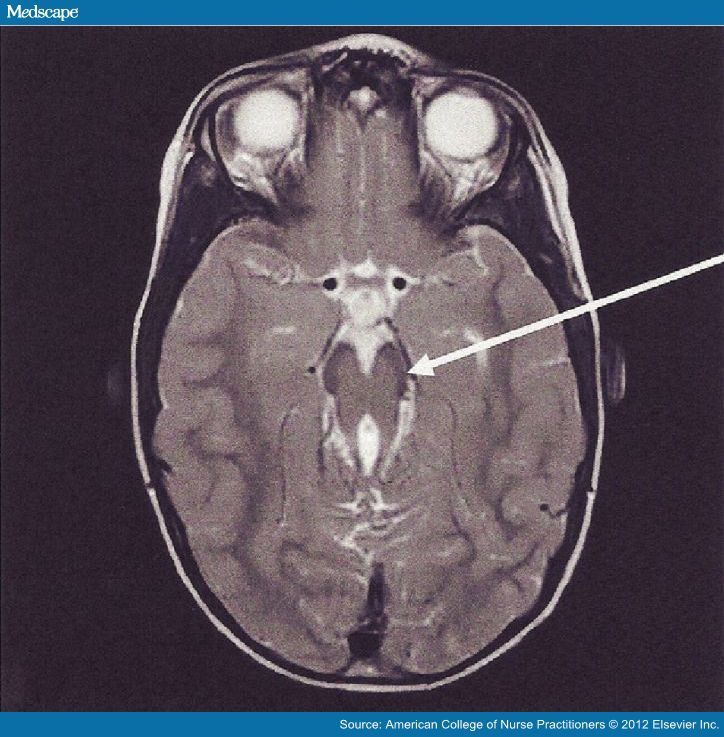 Medscape
Source: American College of Nurse Practitioners © 2012 Elsevier Inc.